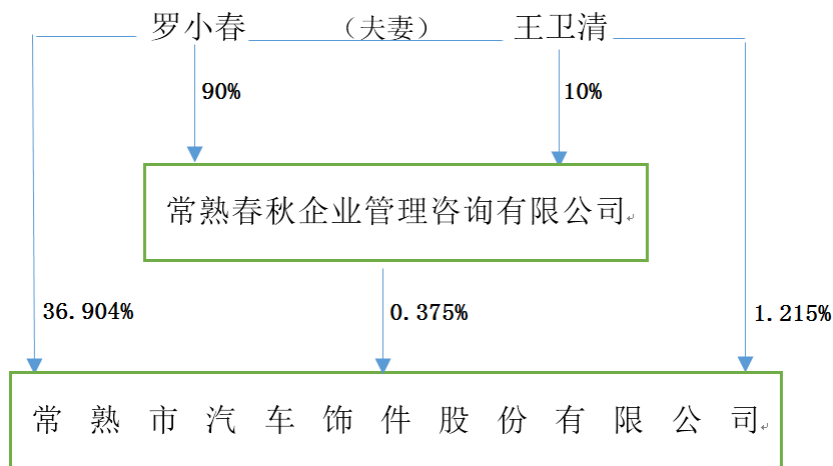 罗小春 （夫妻） 王卫清
90% 10%
常熟春秋企业管理咨询有限公司
36.904% 0.375% 1.215%
常熟市汽车饰件股份有限公司